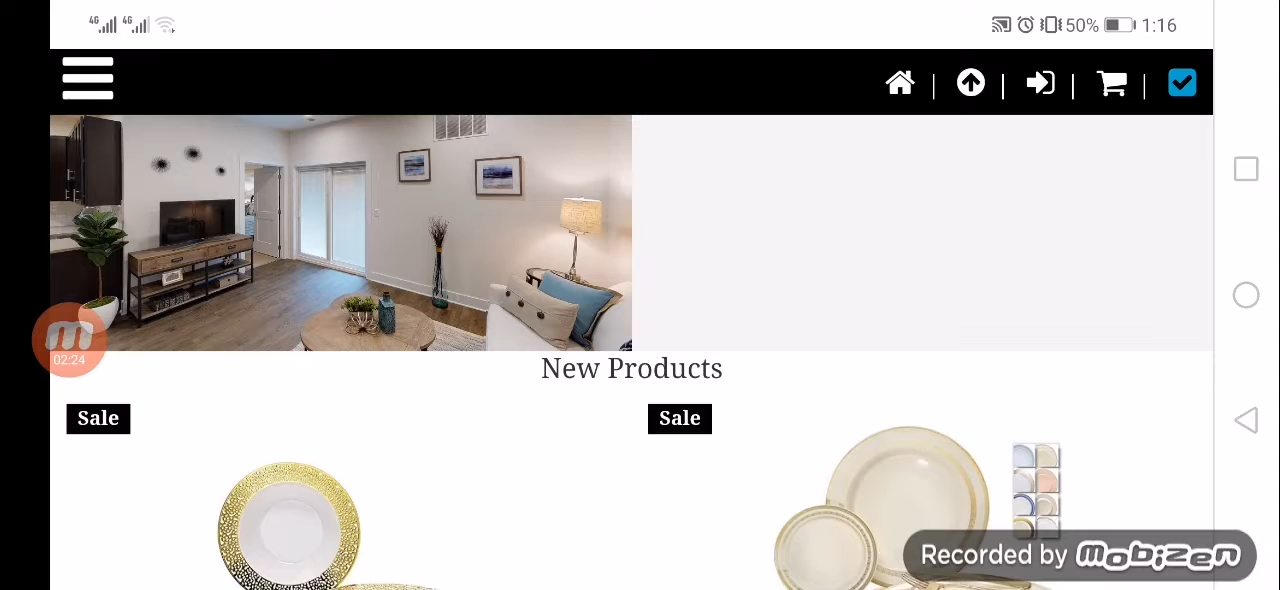 4G 4G 50% 1:16
02:24
New Products
Sale Sale
Recorded by mobizen